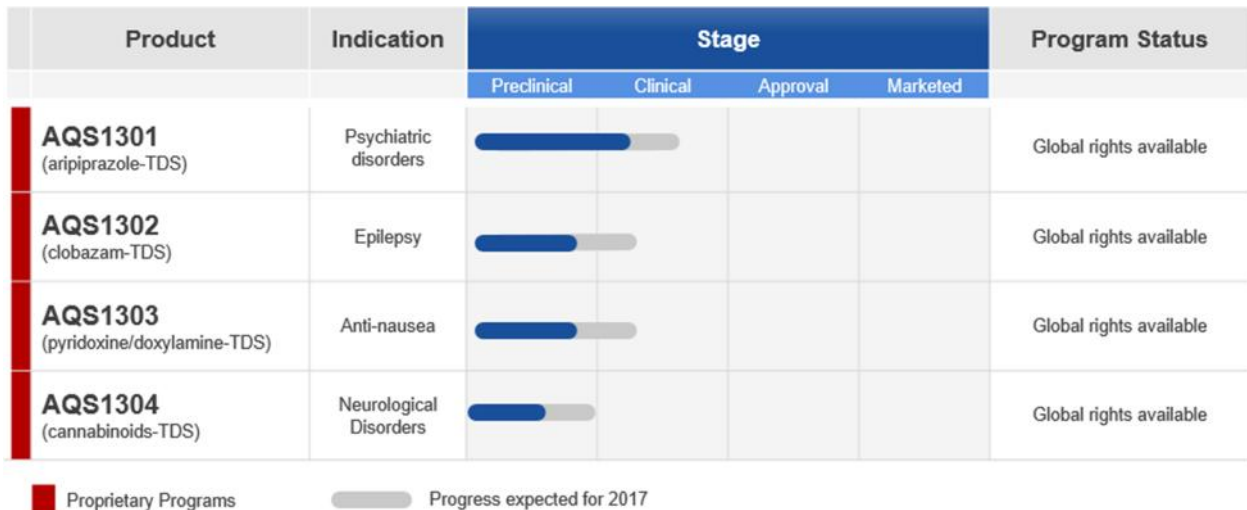 Product Indication Stage Program Status
Preclinical Clinical Approval Marketed
AQS1301
(aripiprazole-TDS)
Psychiatric
disorders
Global rights available
AQS1302
(clobazam-TDS)
Epilepsy
Global rights available
AQS1303
(pyridoxine/doxylamine-TDS)
Anti-nausea
Global rights available
AQS1304
(cannabinoids-TDS)
Neurological
Disorders
Global rights available
Proprietary Programs
Progress expected for 2017